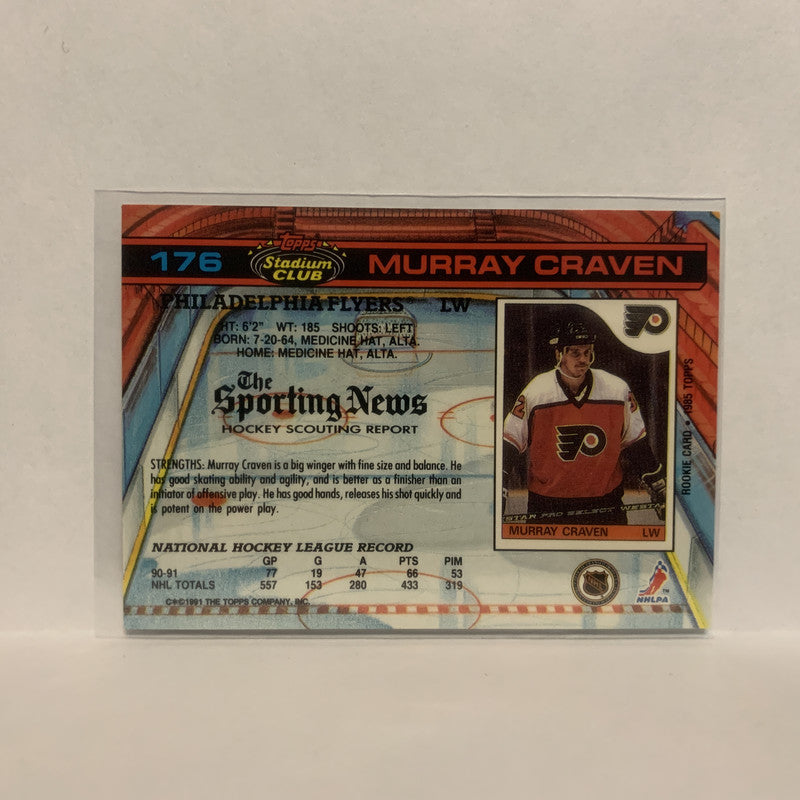 176
Topps
Stadium
CLUB
MURRAY CRAVEN
PHILADELPHIA FLYERS® LW
HT: 6'2" WT: 185 SHOOTS: LEFT
BORN: 7-20-64, MEDICINE HAT, ALTA.
HOME: MEDICINE HAT, ALTA.
The
Sporting News
HOCKEY SCOUTING REPORT
STRENGTHS: Murray Craven is a big winger with fine size and balance. He
has good skating ability and agility, and is better as a finisher than an
initiator of offensive play. He has good hands, releases his shot quickly and
is potent on the power play.
NATIONAL HOCKEY LEAGUE RECORD
GP G A PTS PIM
90-91 77 19 47 66 53
NHL TOTALS 557 153 280 433 319
©1991 THE TOPPS COMPANY, INC.
ROOKIE CARD • 1985 TOPPS
MURRAY CRAVEN LW
NHL
NHLPA